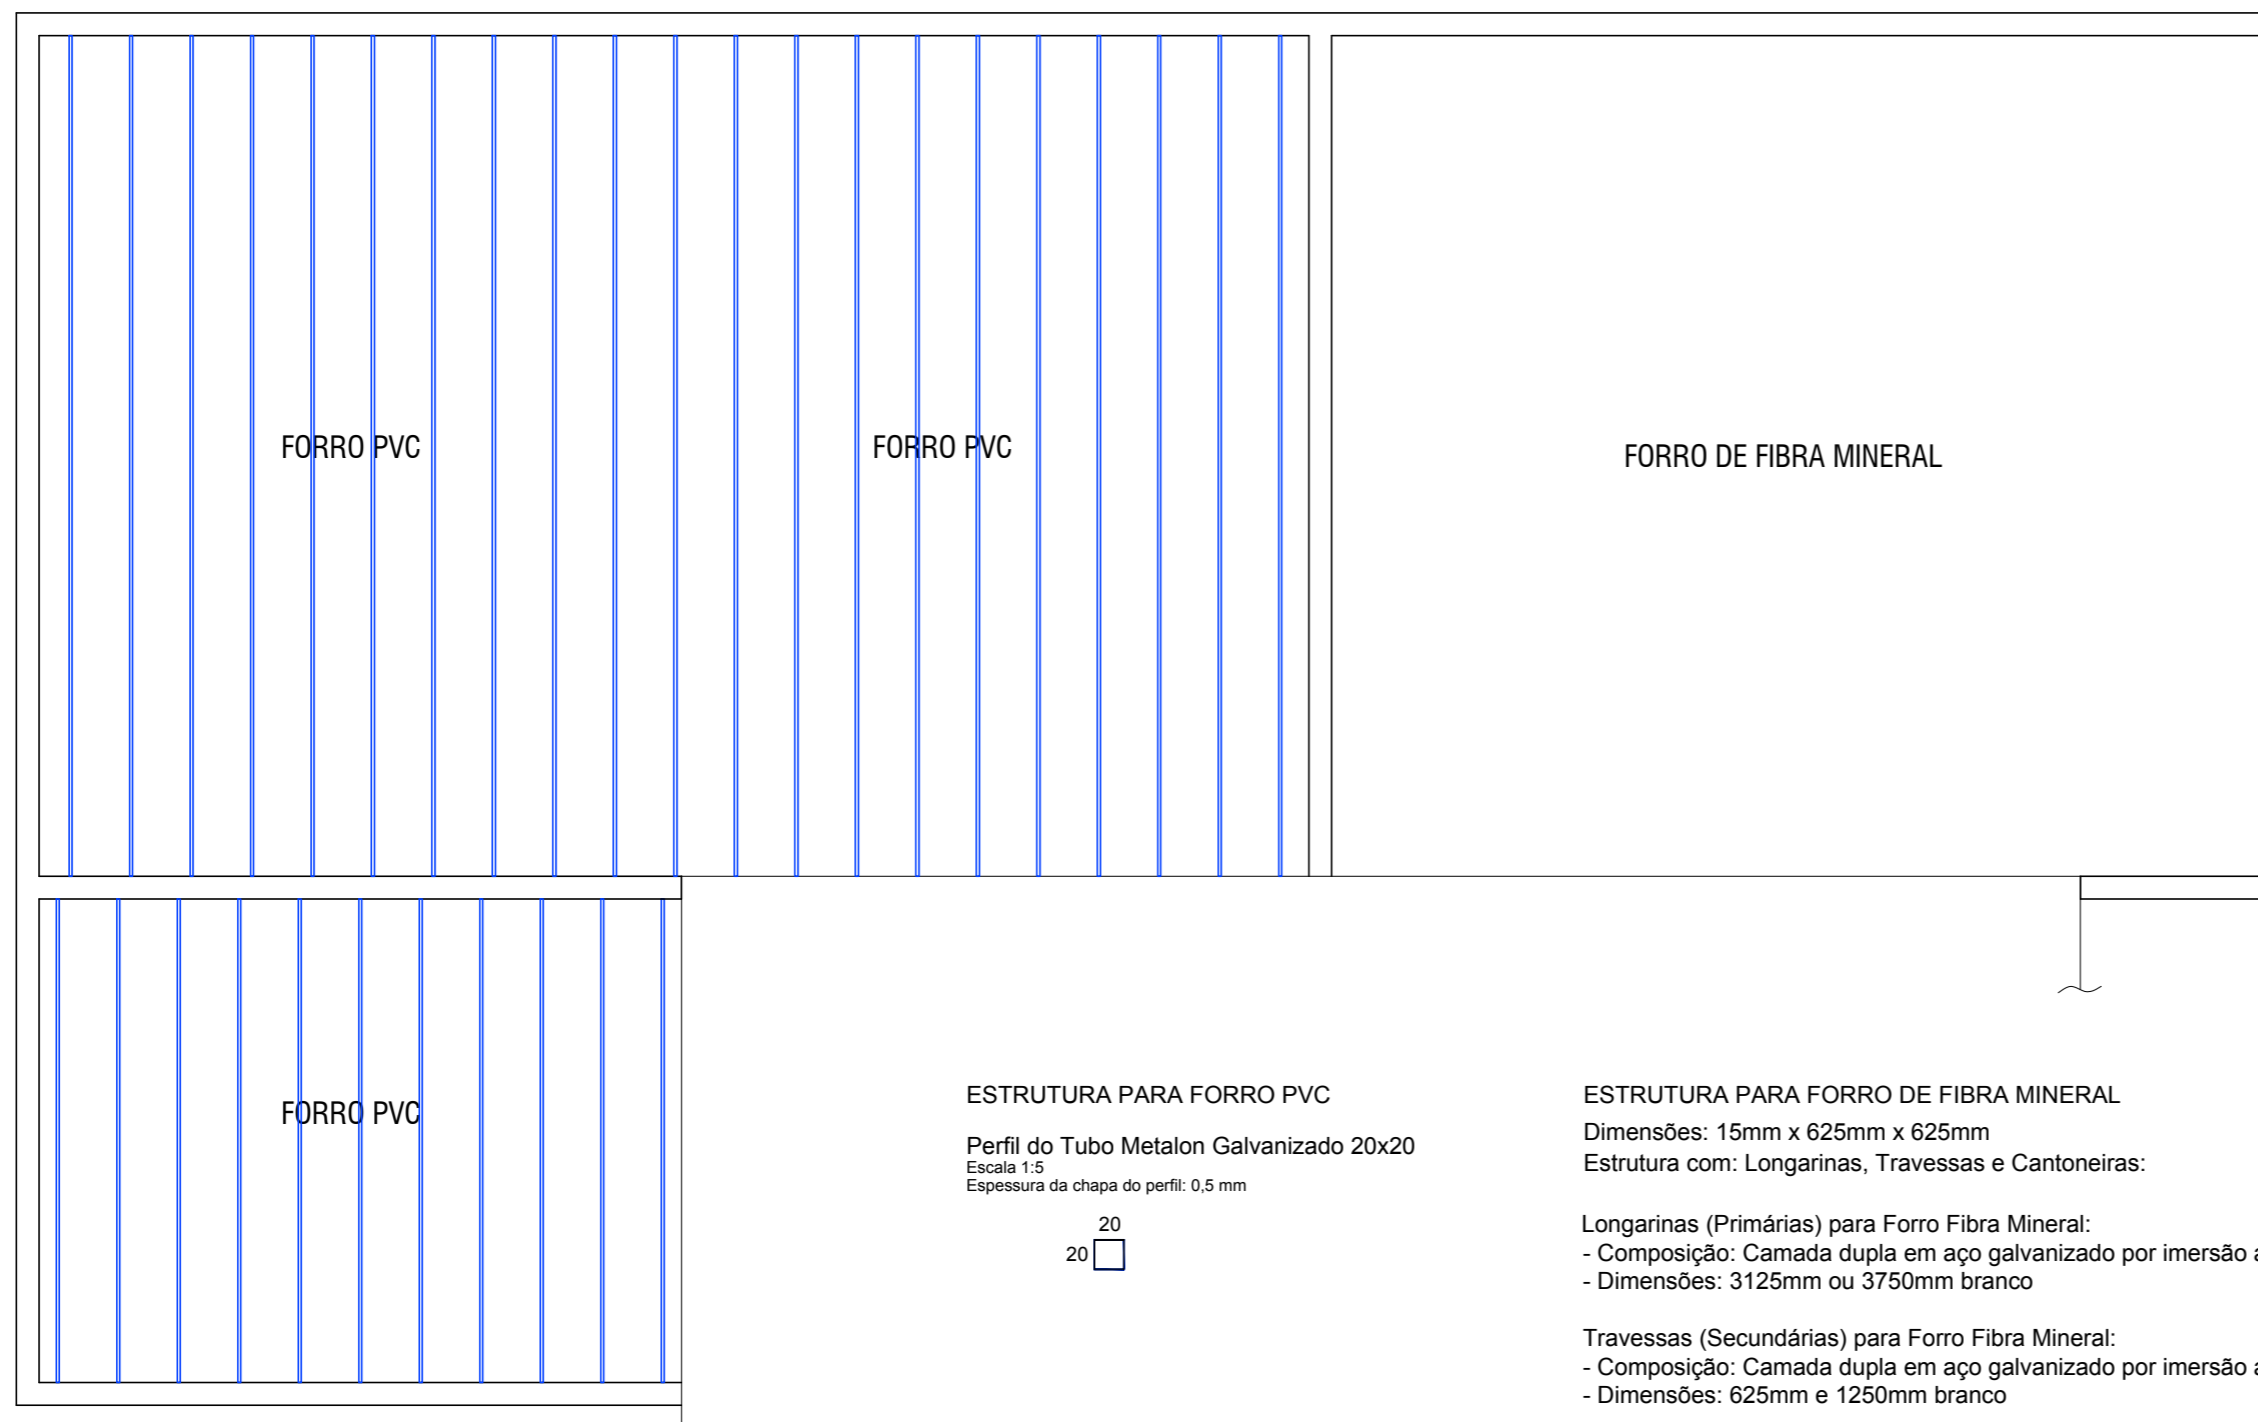 FORRO PVC
FORRO PVC
FORRO DE FIBRA MINERAL
FORRO PVC
ESTRUTURA PARA FORRO PVC
Perfil do Tubo Metalon Galvanizado 20x20
Escala 1:5
Espessura da chapa do perfil: 0,5 mm
20
20
ESTRUTURA PARA FORRO DE FIBRA MINERAL
Dimensões: 15mm x 625mm x 625mm
Estrutura com: Longarinas, Travessas e Cantoneiras:
Longarinas (Primárias) para Forro Fibra Mineral:
- Composição: Camada dupla em aço galvanizado por imersão a
- Dimensões: 3125mm ou 3750mm branco
Travessas (Secundárias) para Forro Fibra Mineral:
- Composição: Camada dupla em aço galvanizado por imersão a
- Dimensões: 625mm e 1250mm branco